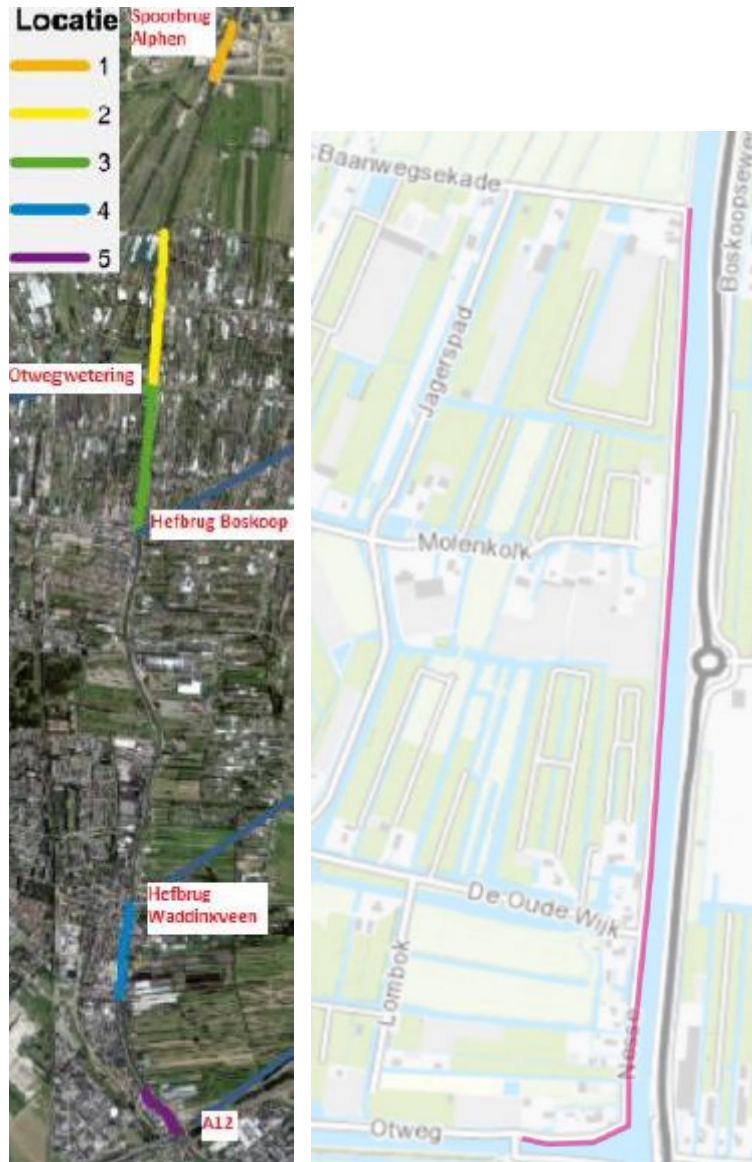 Locatie
1
2
3
4
5
Spoorbrug
Alphen
Otwegwetering
Hefbrug Boskoop
Hefbrug
Waddinxveen
A12
Baanwegsekade
Boskoopseweg
Jagerspad
Molenkolk
De Oude Wijk
Lombok
Nesse
Otweg